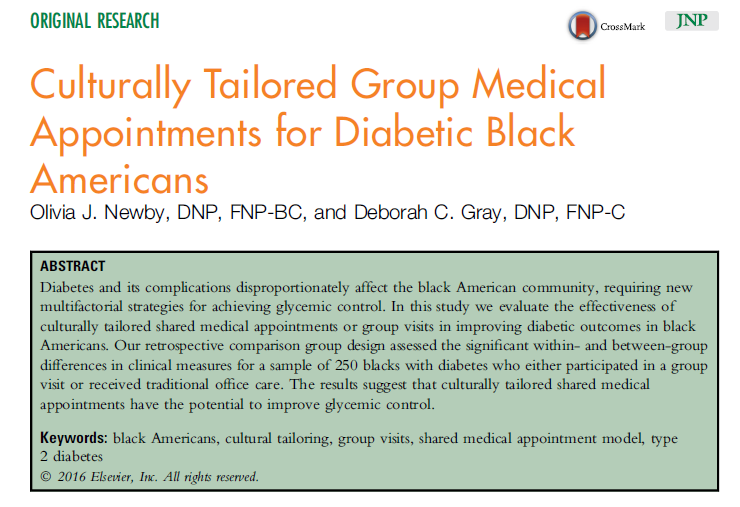 ORIGINAL RESEARCH
CrossMark
JNP
Culturally Tailored Group Medical
Appointments for Diabetic Black
Americans
Olivia J. Newby, DNP, FNP-BC, and Deborah C. Gray, DNP, FNP-C
ABSTRACT
Diabetes and its complications disproportionately affect the black American community, requiring new
multifactorial strategies for achieving glycemic control. In this study we evaluate the effectiveness of
culturally tailored shared medical appointments or group visits in improving diabetic outcomes in black
Americans. Our retrospective comparison group design assessed the significant within- and between-group
differences in clinical measures for a sample of 250 blacks with diabetes who either participated in a group
visit or received traditional office care. The results suggest that culturally tailored shared medical
appointments have the potential to improve glycemic control.
Keywords: black Americans, cultural tailoring, group visits, shared medical appointment model, type
2 diabetes
© 2016 Elsevier, Inc. All rights reserved.